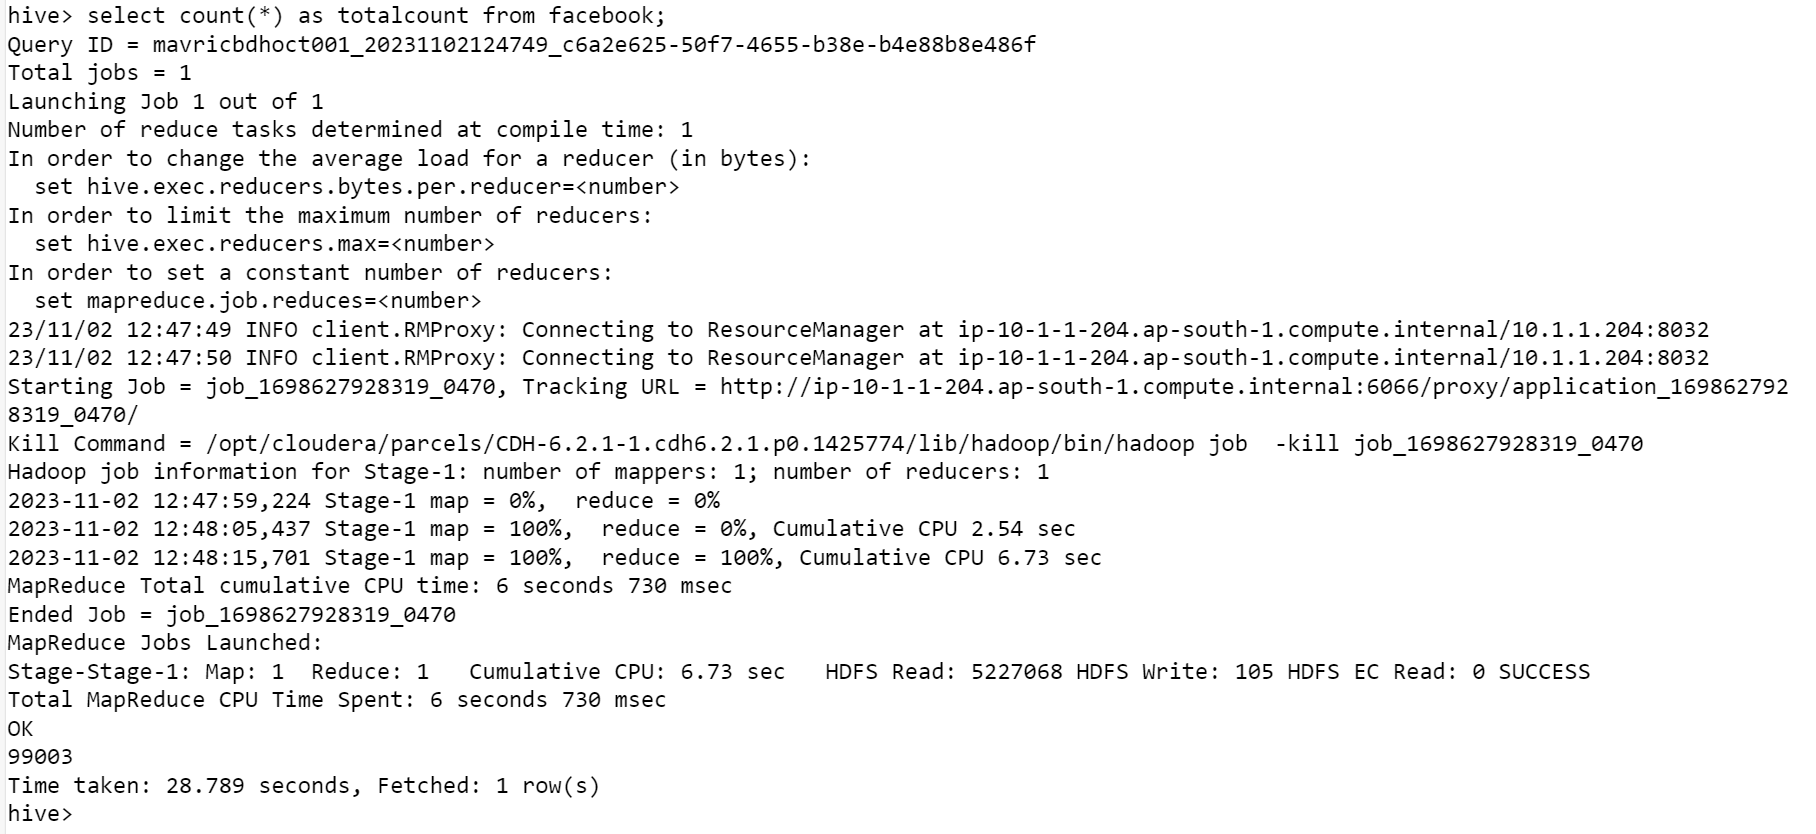 hive> select count(*) as totalcount from facebook;
Query ID = mavricbdhoct001_20231102124749_c6a2e625-50f7-4655-b38e-b4e88b8e486f
Total jobs = 1
Launching Job 1 out of 1
Number of reduce tasks determined at compile time: 1
In order to change the average load for a reducer (in bytes):
  set hive.exec.reducers.bytes.per.reducer=<number>
In order to limit the maximum number of reducers:
  set hive.exec.reducers.max=<number>
In order to set a constant number of reducers:
  set mapreduce.job.reduces=<number>
23/11/02 12:47:49 INFO client.RMProxy: Connecting to ResourceManager at ip-10-1-1-204.ap-south-1.compute.internal/10.1.1.204:8032
23/11/02 12:47:50 INFO client.RMProxy: Connecting to ResourceManager at ip-10-1-1-204.ap-south-1.compute.internal/10.1.1.204:8032
Starting Job = job_1698627928319_0470, Tracking URL = http://ip-10-1-1-204.ap-south-1.compute.internal:6066/proxy/application_169862792
8319_0470/
Kill Command = /opt/cloudera/parcels/CDH-6.2.1-1.cdh6.2.1.p0.1425774/lib/hadoop/bin/hadoop job  -kill job_1698627928319_0470
Hadoop job information for Stage-1: number of mappers: 1; number of reducers: 1
2023-11-02 12:47:59,224 Stage-1 map = 0%,  reduce = 0%
2023-11-02 12:48:05,437 Stage-1 map = 100%,  reduce = 0%, Cumulative CPU 2.54 sec
2023-11-02 12:48:15,701 Stage-1 map = 100%,  reduce = 100%, Cumulative CPU 6.73 sec
MapReduce Total cumulative CPU time: 6 seconds 730 msec
Ended Job = job_1698627928319_0470
MapReduce Jobs Launched:
Stage-Stage-1: Map: 1  Reduce: 1   Cumulative CPU: 6.73 sec   HDFS Read: 5227068 HDFS Write: 105 HDFS EC Read: 0 SUCCESS
Total MapReduce CPU Time Spent: 6 seconds 730 msec
OK
99003
Time taken: 28.789 seconds, Fetched: 1 row(s)
hive>